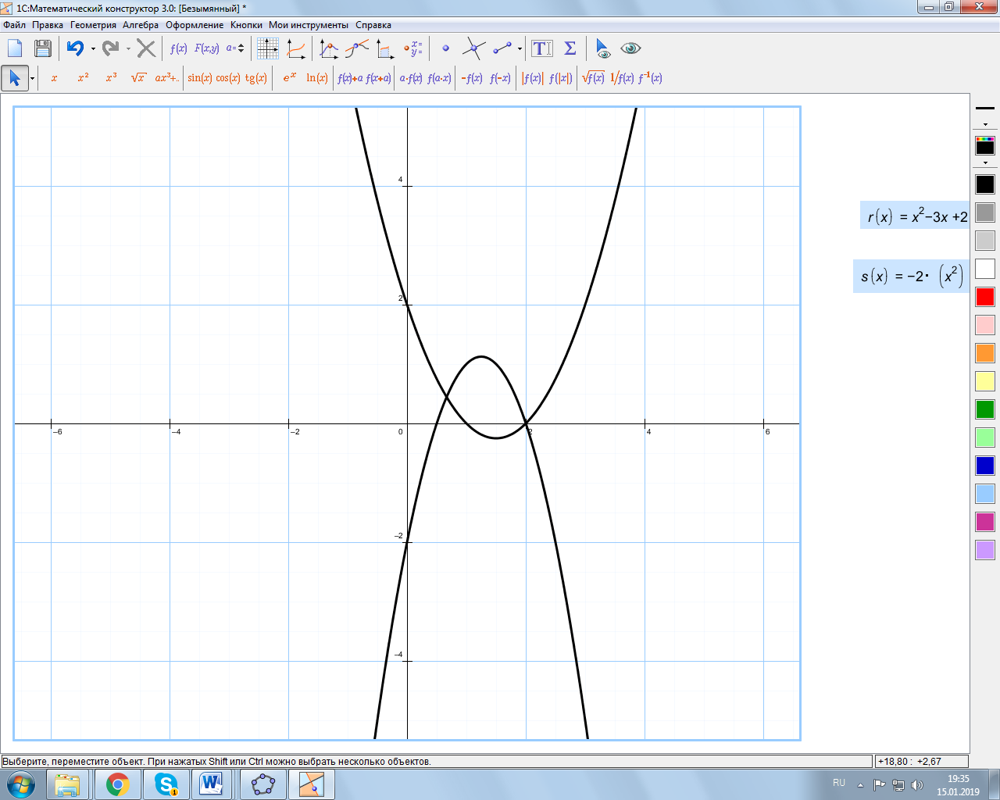 1С:Математический конструктор 3.0: [Безымянный] *
Файл Правка Геометрия Алгебра Оформление Кнопки Мои инструменты Справка
f(x) F(x,y) a= x= y= T Σ
x x² x³ √x ax³+.. sin(x) cos(x) tg(x) eˣ ln(x) f(x)+a f(x+a) a·f(x) f(a·x) -f(x) f(-x) |f(x)| f(|x|) √f(x) 1/f(x) f⁻¹(x)
4
r(x) = x²−3x +2
s(x) = −2· (x²)
2
−6 −4 −2 0 2 4 6
−2
−4
Выберите, переместите объект. При нажатых Shift или Ctrl можно выбрать несколько объектов.
+18,80 : +2,67
RU
19:35
15.01.2019